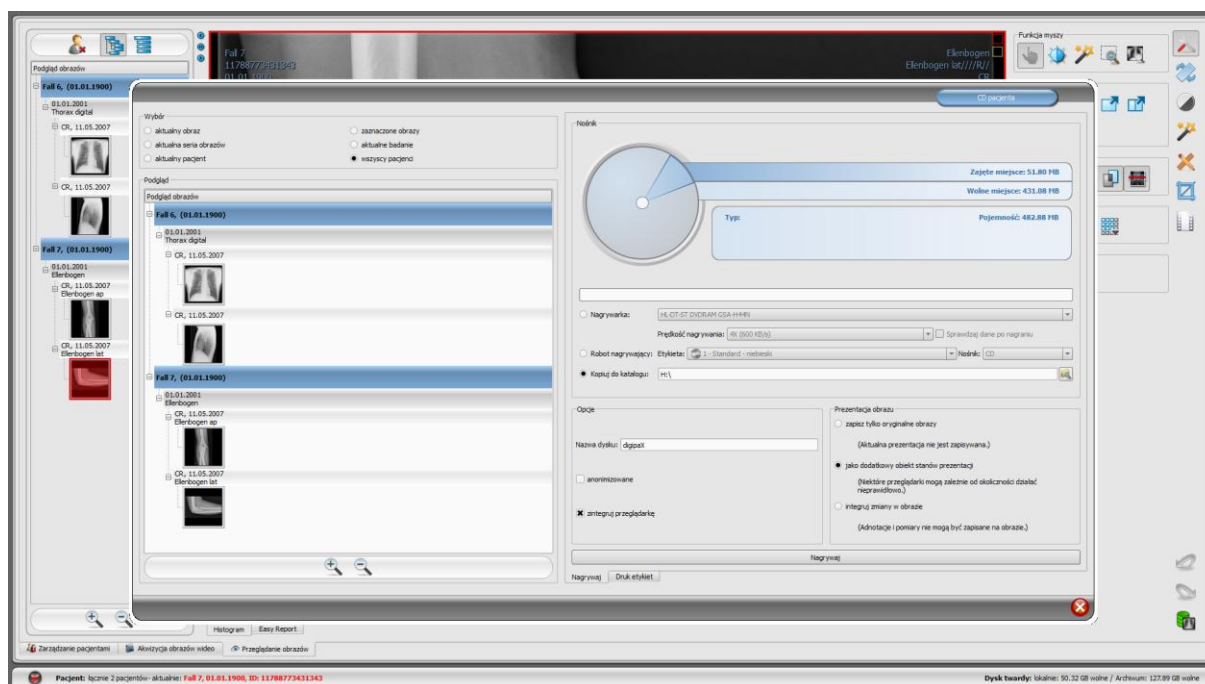 Podgląd obrazów
Fall 6, (01.01.1900)
01.01.2001
Thorax digital
CR, 11.05.2007
CR, 11.05.2007
Fall 7, (01.01.1900)
01.01.2001
Ellenbogen
CR, 11.05.2007
Ellenbogen ap
CR, 11.05.2007
Ellenbogen lat
Fall 7
11788773431343
01.01.1900
Ellenbogen
Ellenbogen lat////R//
CR
Funkcja myszy
CD pacjenta
Wybór
aktualny obraz
zaznaczone obrazy
aktualna seria obrazów
aktualne badanie
aktualny pacjent
wszyscy pacjenci
Podgląd
Podgląd obrazów
Fall 6, (01.01.1900)
01.01.2001
Thorax digital
CR, 11.05.2007
CR, 11.05.2007
Fall 7, (01.01.1900)
01.01.2001
Ellenbogen
CR, 11.05.2007
Ellenbogen ap
CR, 11.05.2007
Ellenbogen lat
Nośnik
Zajęte miejsce: 51.80 MB
Wolne miejsce: 431.08 MB
Typ: Pojemność: 482.88 MB
Nagrywarka: HL-DT-ST DVDRAM
Prędkość nagrywania: 4X (600 KB/s) Sprawdzaj dane po nagraniu
Robot nagrywający: Etykieta: 1 - Standard - niebieski Nośnik: CD
Kopiuj do katalogu: H:\
Opcje
Nazwa dysku: digipaX
anonimizowane
zintegruj przeglądarkę
Prezentacja obrazu
zapisz tylko oryginalne obrazy
(Aktualna prezentacja nie jest zapisywana.)
jako dodatkowy obiekt stanów prezentacji
(Niektóre przeglądarki mogą zależnie od okoliczności działać
nieprawidłowo.)
integruj zmiany w obrazie
(Adnotacje i pomiary nie mogą być zapisane na obrazie.)
Nagrywaj
Nagrywaj Druk etykiet
Histogram Easy Report
Zarządzanie pacjentami Akwizycja obrazów wideo Przeglądanie obrazów
Pacjent: łącznie 2 pacjentów- aktualnie: Fall 7, 01.01.1900, ID: 11788773431343
Dysk twardy: lokalnie: 50.32 GB wolne / Archiwum: 127.89 GB wolne